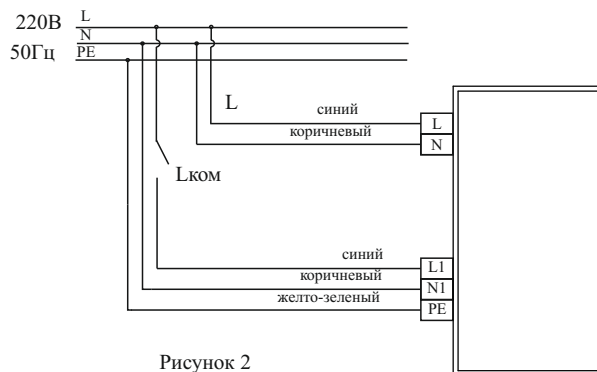 220В L
N
50Гц PE
L
синий L
коричневый N
Lком
синий L1
коричневый N1
желто-зеленый PE
Рисунок 2